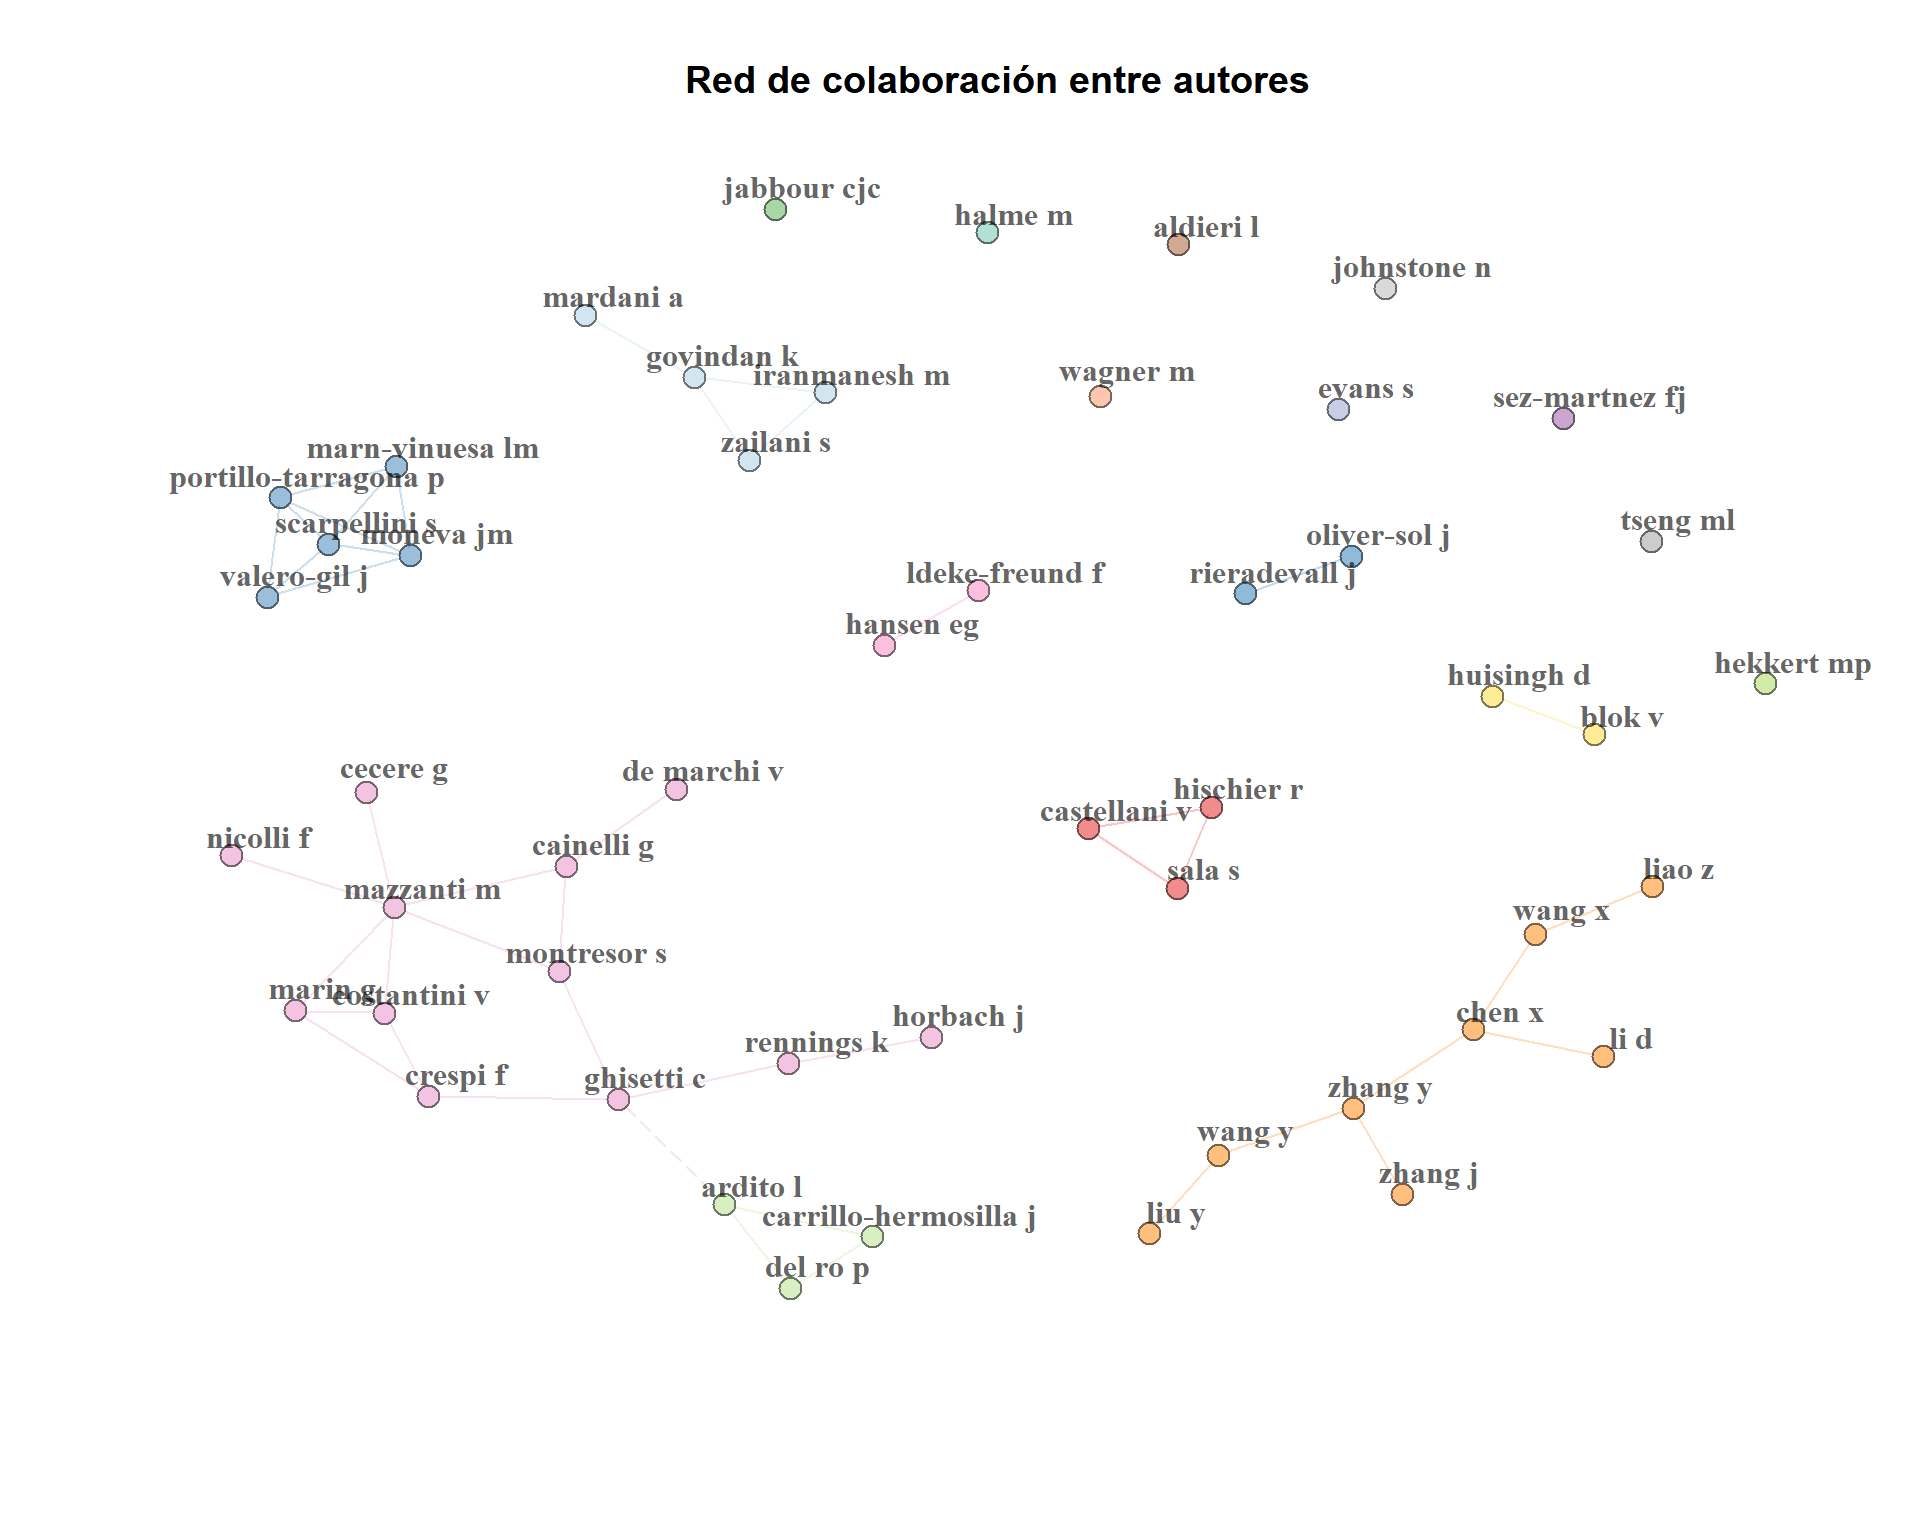 Red de colaboración entre autores
jabbour cjc
halme m
aldieri l
johnstone n
mardani a
govindan k
iranmanesh m
wagner m
evans s
sez-martnez fj
zailani s
marn-vinuesa lm
portillo-tarragona p
scarpellini s
moneva jm
valero-gil j
tseng ml
oliver-sol j
rieradevall j
ldeke-freund f
hansen eg
huisingh d
hekkert mp
blok v
cecere g
de marchi v
hischier r
castellani v
nicolli f
cainelli g
sala s
liao z
mazzanti m
wang x
montresor s
marin g
costantini v
horbach j
chen x
rennings k
li d
crespi f
ghisetti c
zhang y
wang y
zhang j
ardito l
carrillo-hermosilla j
liu y
del ro p